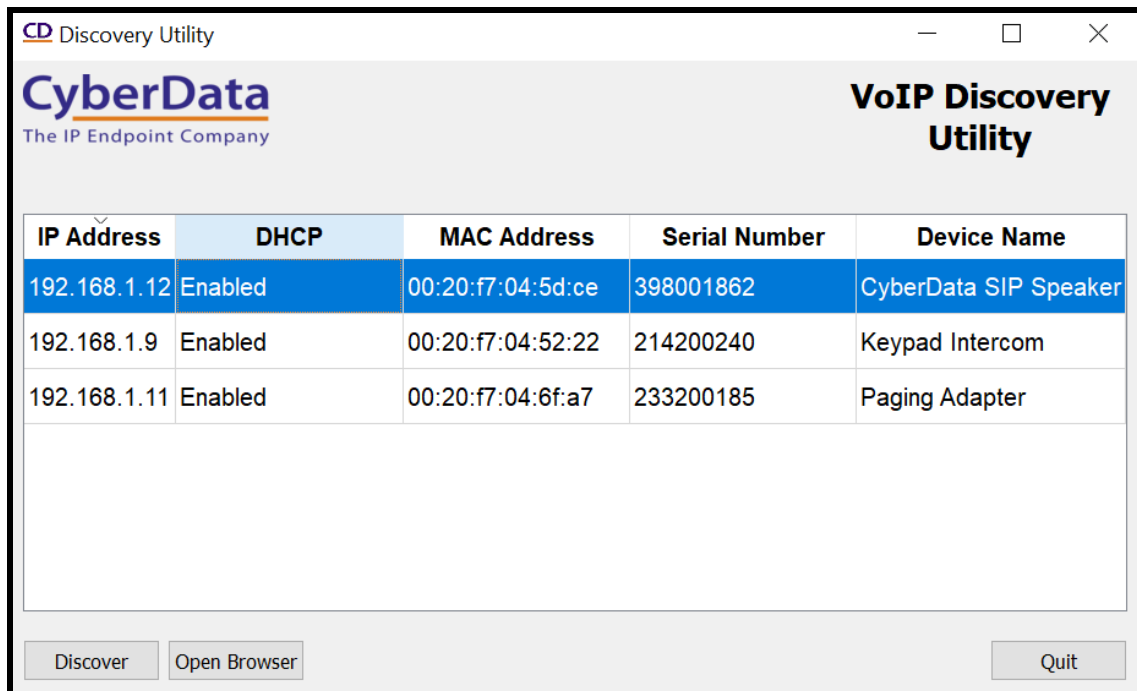 CD Discovery Utility
CyberData
The IP Endpoint Company
VoIP Discovery
Utility
IP Address DHCP MAC Address Serial Number Device Name
192.168.1.12 Enabled 00:20:f7:04:5d:ce 398001862 CyberData SIP Speaker
192.168.1.9 Enabled 00:20:f7:04:52:22 214200240 Keypad Intercom
192.168.1.11 Enabled 00:20:f7:04:6f:a7 233200185 Paging Adapter
Discover Open Browser Quit